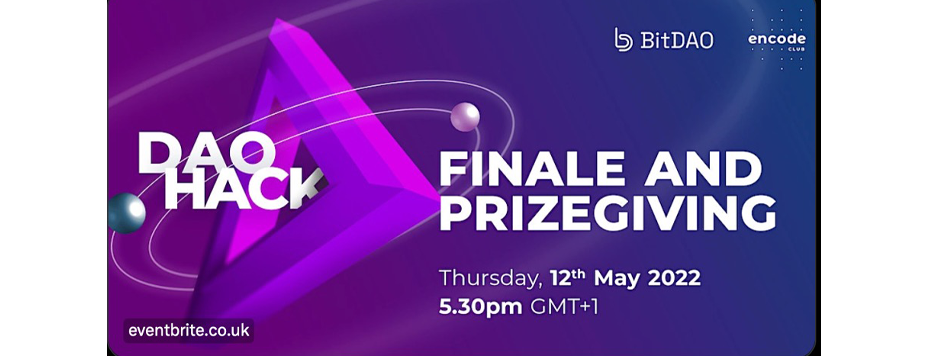 BitDAO
encode
CLUB
DAO
HACK
FINALE AND
PRIZEGIVING
Thursday, 12th May 2022
5.30pm GMT+1
eventbrite.co.uk